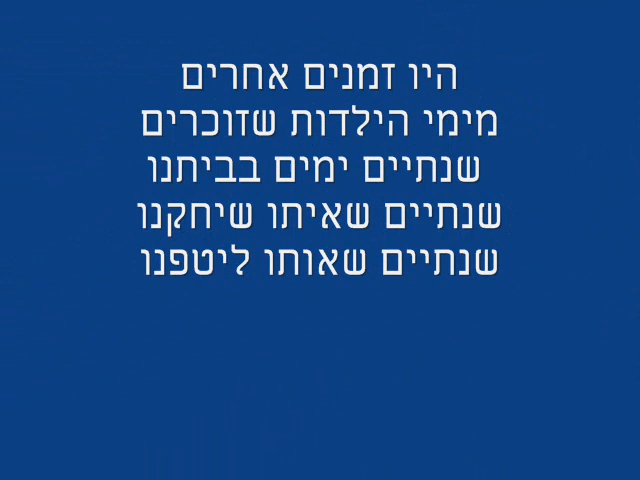 היו זמנים אחרים
מימי הילדות שזוכרים
שנתיים ימים בביתנו
שנתיים שאיתו שיחקנו
שנתיים שאותו ליטפנו